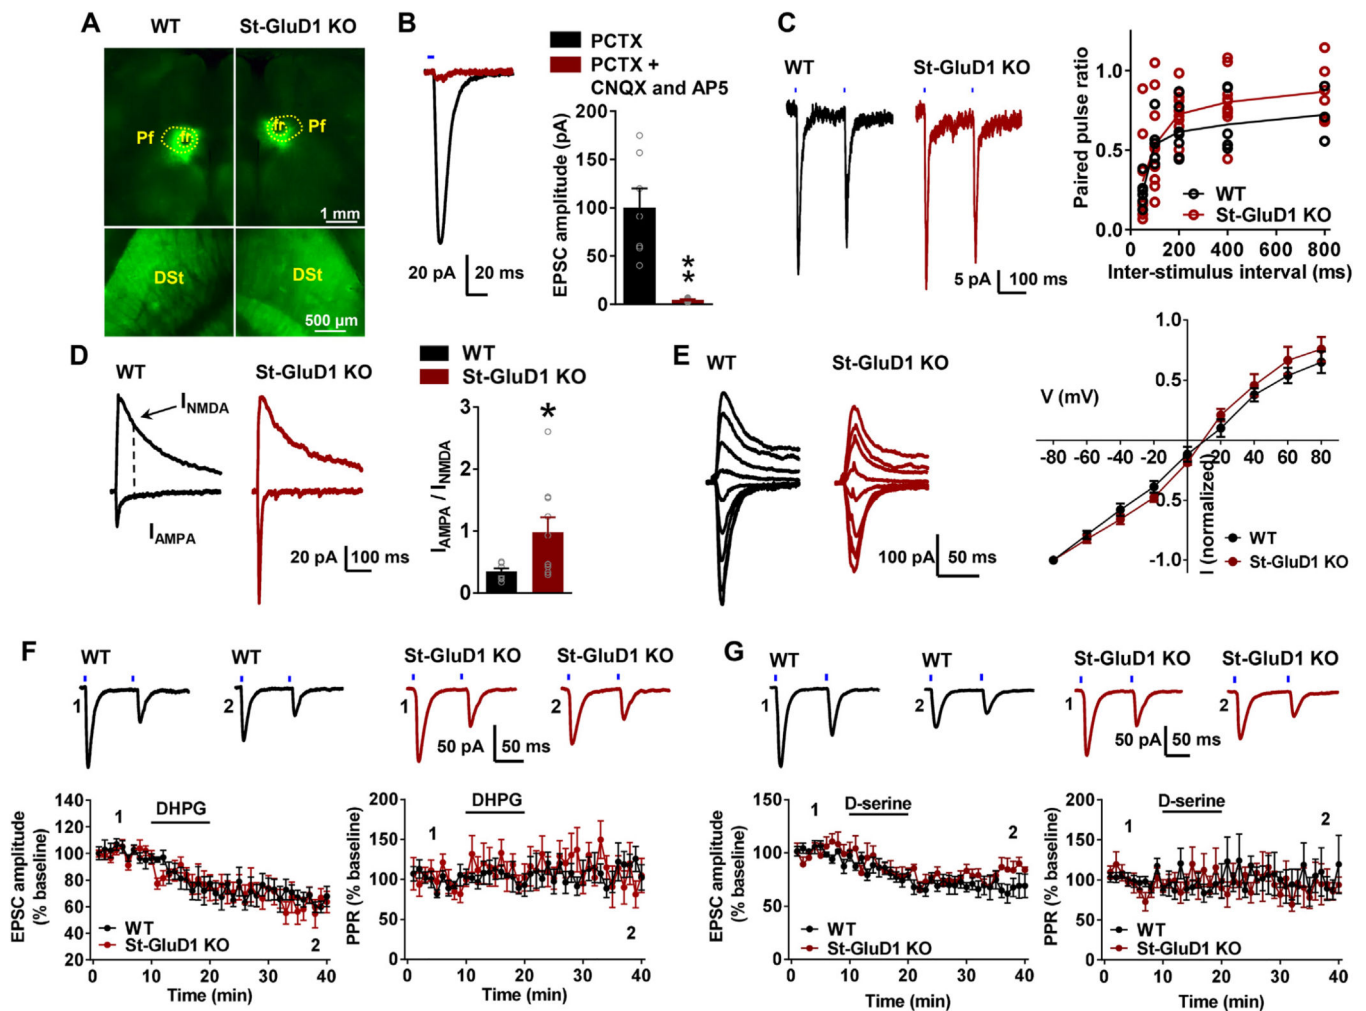 A
WT
St-GluD1 KO
Pf
fr
fr
Pf
1 mm
DSt
DSt
500 µm
B
PCTX
PCTX +
CNQX and AP5
EPSC amplitude (pA)
200
150
100
50
0
*
*
20 pA
20 ms
C
WT
St-GluD1 KO
5 pA
100 ms
Paired pulse ratio
1.0
0.5
0.0
WT
St-GluD1 KO
0
200
400
600
800
Inter-stimulus interval (ms)
D
WT
St-GluD1 KO
INMDA
IAMPA
20 pA
100 ms
WT
St-GluD1 KO
IAMPA / INMDA
3
2
1
0
*
E
WT
St-GluD1 KO
100 pA
50 ms
1.0
0.5
V (mV)
-80
-60
-40
-20
0
20
40
60
80
-0.5
-1.0
I (normalized)
WT
St-GluD1 KO
F
WT
WT
St-GluD1 KO
St-GluD1 KO
1
2
1
2
50 pA
50 ms
EPSC amplitude
(% baseline)
140
120
100
80
60
40
20
1
DHPG
WT
St-GluD1 KO
2
0
10
20
30
40
Time (min)
PPR (% baseline)
200
150
100
50
0
1
DHPG
2
0
10
20
30
40
Time (min)
G
WT
WT
St-GluD1 KO
St-GluD1 KO
1
2
1
2
50 pA
50 ms
EPSC amplitude
(% baseline)
150
100
50
0
1
D-serine
2
WT
St-GluD1 KO
0
10
20
30
40
Time (min)
PPR (% baseline)
200
150
100
50
0
1
D-serine
2
WT
St-GluD1 KO
0
10
20
30
40
Time (min)